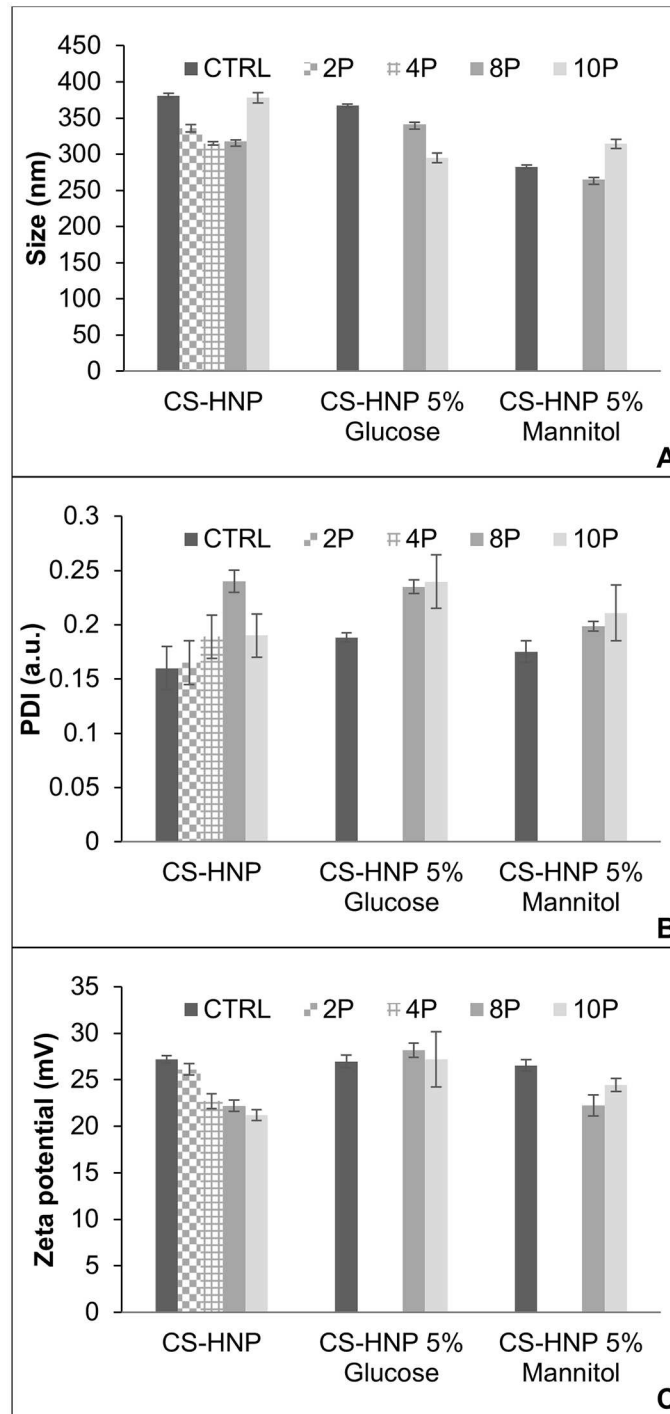 450
400
350
300
250
200
150
100
50
0
Size (nm)
CTRL 2P 4P 8P 10P
CS-HNP CS-HNP 5% Glucose CS-HNP 5% Mannitol
A
0.3
0.25
0.2
0.15
0.1
0.05
0
PDI (a.u.)
CTRL 2P 4P 8P 10P
CS-HNP CS-HNP 5% Glucose CS-HNP 5% Mannitol
B
35
30
25
20
15
10
5
0
Zeta potential (mV)
CTRL 2P 4P 8P 10P
CS-HNP CS-HNP 5% Glucose CS-HNP 5% Mannitol
C